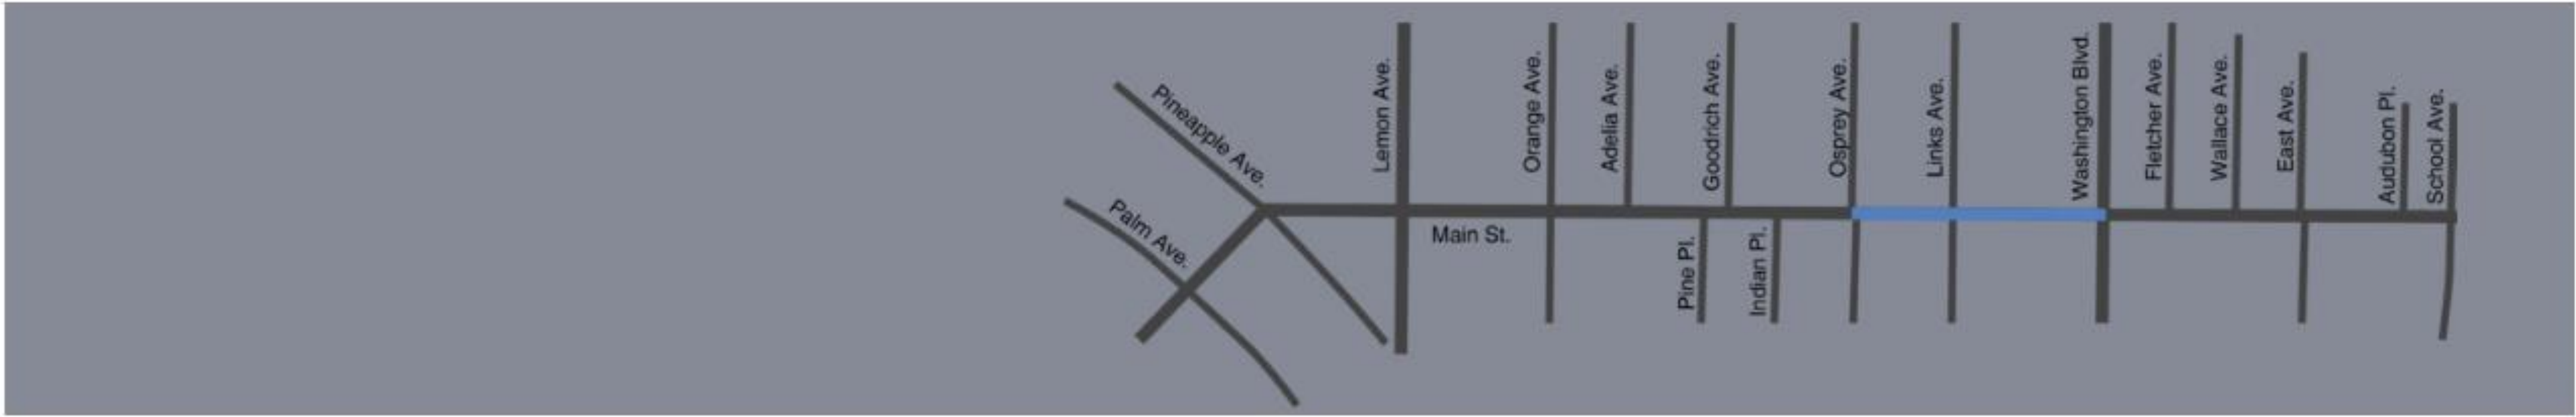 Pineapple Ave.
Palm Ave.
Lemon Ave.
Main St.
Orange Ave.
Adelia Ave.
Goodrich Ave.
Pine Pl.
Indian Pl.
Osprey Ave.
Links Ave.
Washington Blvd.
Fletcher Ave.
Wallace Ave.
East Ave.
Audubon Pl.
School Ave.